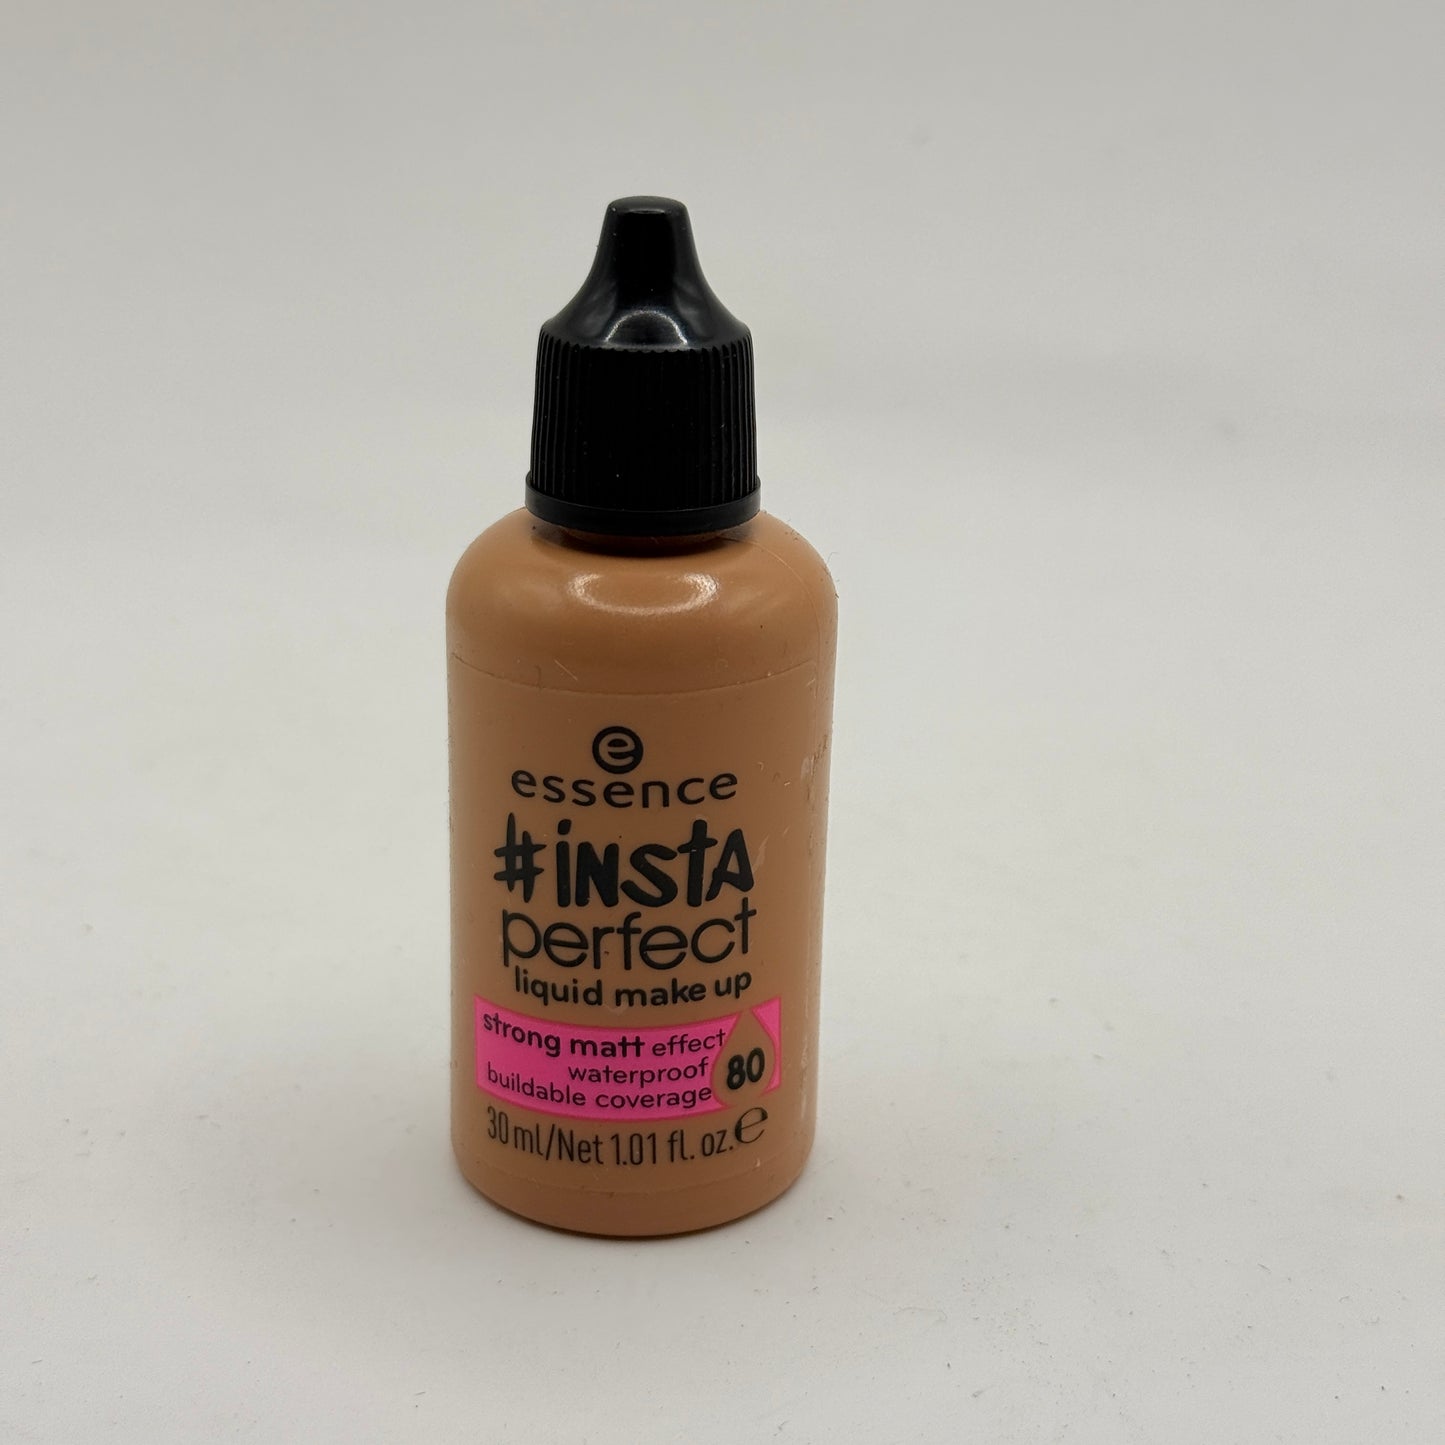 e
essence
#insta
perfect
liquid make up
strong matt effect
waterproof
buildable coverage
80
30 ml/Net 1.01 fl. oz. ℮